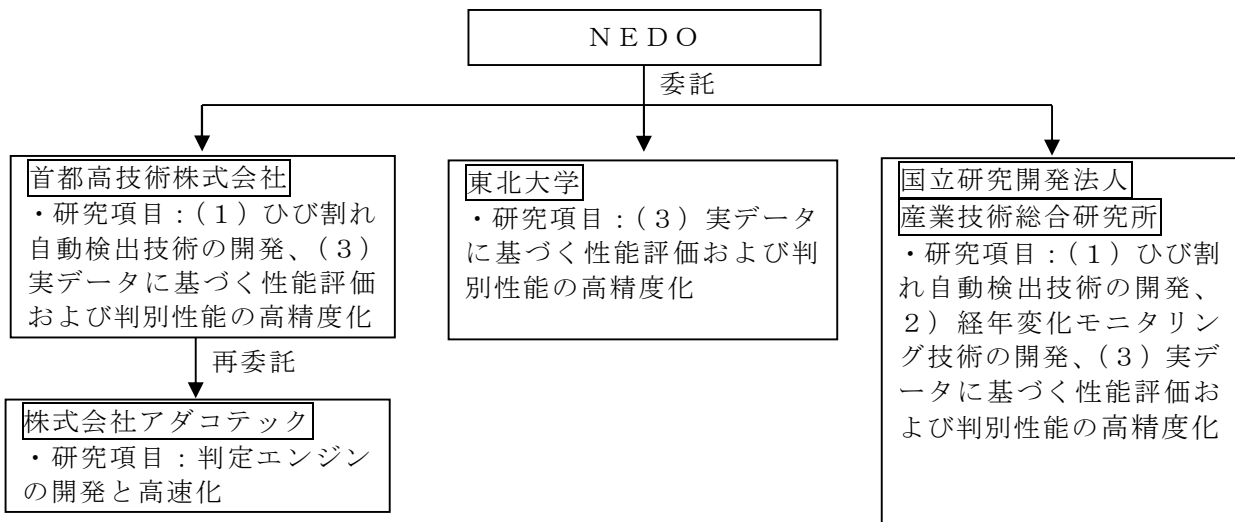 ＮＥＤＯ
委託
首都高技術株式会社
・研究項目：（１）ひび割れ
自動検出技術の開発、（３）
実データに基づく性能評価
および判別性能の高精度化
再委託
株式会社アダコテック
・研究項目：判定エンジン
の開発と高速化
東北大学
・研究項目：（３）実データ
に基づく性能評価および判
別性能の高精度化
国立研究開発法人
産業技術総合研究所
・研究項目：（１）ひび割
れ自動検出技術の開発、
２）経年変化モニタリン
グ技術の開発、（３）実デ
ータに基づく性能評価お
よび判別性能の高精度化